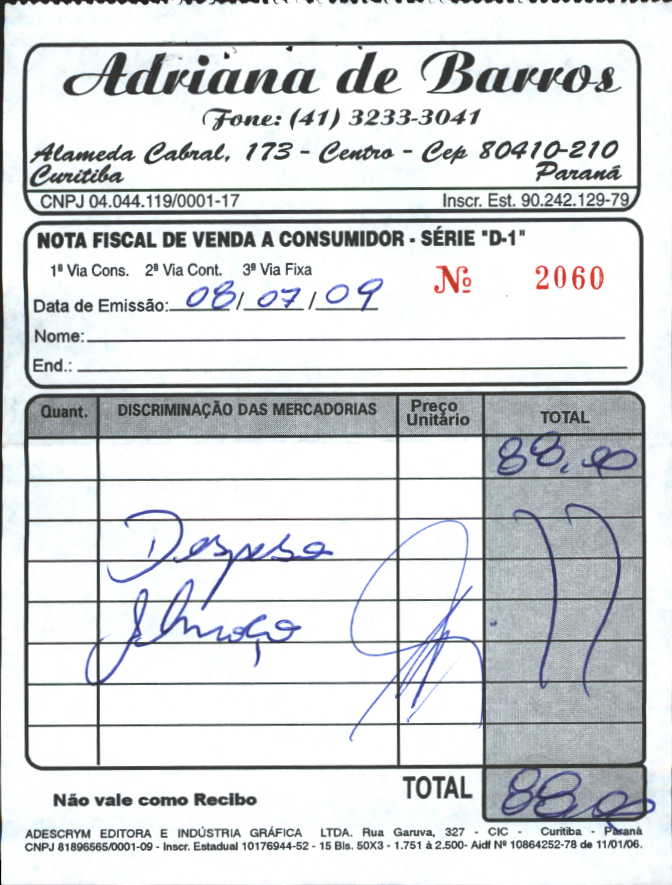 Adriana de Barros
Fone: (41) 3233-3041
Alameda Cabral, 173 - Centro - Cep 80410-210
Curitiba Paraná
CNPJ 04.044.119/0001-17 Inscr. Est. 90.242.129-79
NOTA FISCAL DE VENDA A CONSUMIDOR - SÉRIE "D-1"
1ª Via Cons. 2ª Via Cont. 3ª Via Fixa Nº 2060
Data de Emissão: 08/07/09
Nome:
End.:
Quant. DISCRIMINAÇÃO DAS MERCADORIAS Preço Unitário TOTAL
88,00
Despesa
Almoço
Não vale como Recibo TOTAL 88,00
ADESCRYM EDITORA E INDÚSTRIA GRÁFICA LTDA. Rua Garuva, 327 - CIC - Curitiba - Paraná
CNPJ 81896565/0001-09 - Inscr. Estadual 10176944-52 - 15 Bls. 50X3 - 1.751 à 2.500- Aidf Nº 10864252-78 de 11/01/06.